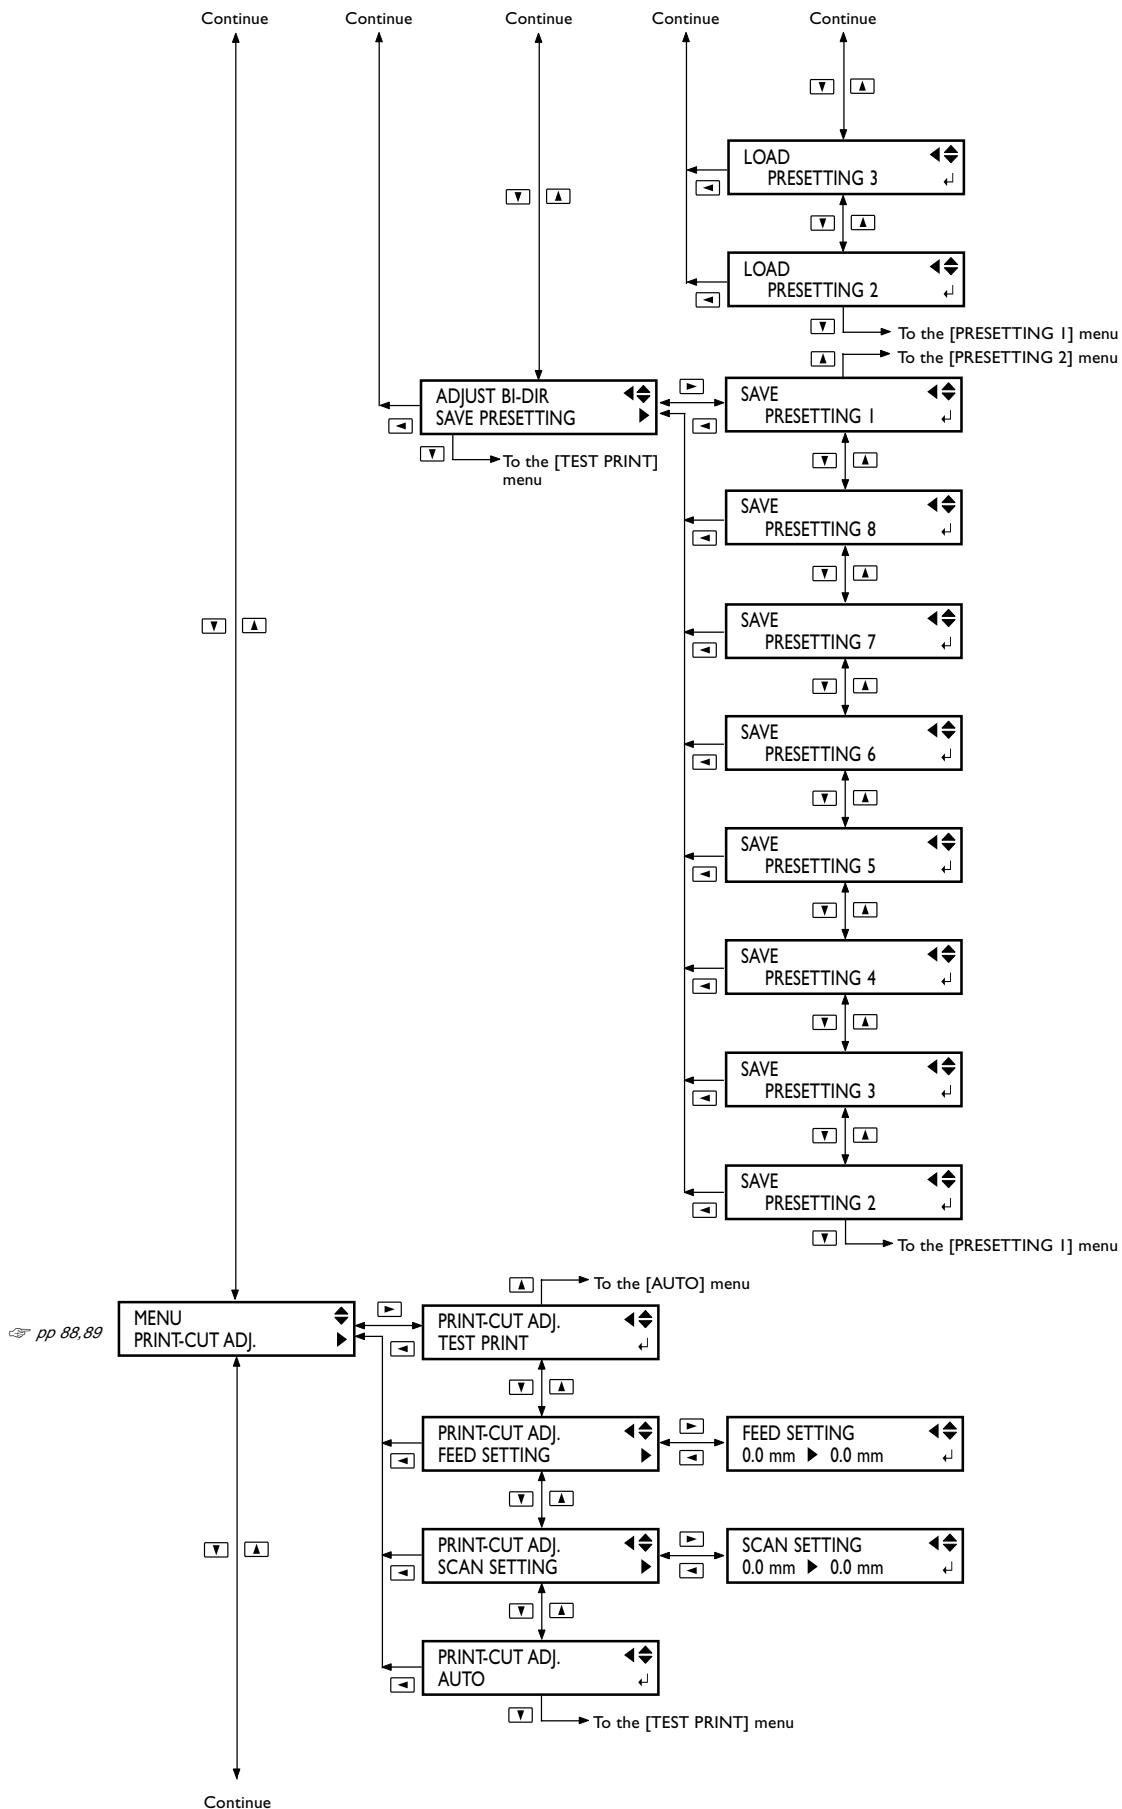 Continue Continue Continue Continue Continue
LOAD
PRESETTING 3
LOAD
PRESETTING 2
To the [PRESETTING 1] menu
To the [PRESETTING 2] menu
ADJUST BI-DIR
SAVE PRESETTING
To the [TEST PRINT]
menu
SAVE
PRESETTING 1
SAVE
PRESETTING 8
SAVE
PRESETTING 7
SAVE
PRESETTING 6
SAVE
PRESETTING 5
SAVE
PRESETTING 4
SAVE
PRESETTING 3
SAVE
PRESETTING 2
To the [PRESETTING 1] menu
To the [AUTO] menu
☞ pp 88,89
MENU
PRINT-CUT ADJ.
PRINT-CUT ADJ.
TEST PRINT
PRINT-CUT ADJ.
FEED SETTING
FEED SETTING
0.0 mm ▶ 0.0 mm
PRINT-CUT ADJ.
SCAN SETTING
SCAN SETTING
0.0 mm ▶ 0.0 mm
PRINT-CUT ADJ.
AUTO
To the [TEST PRINT] menu
Continue